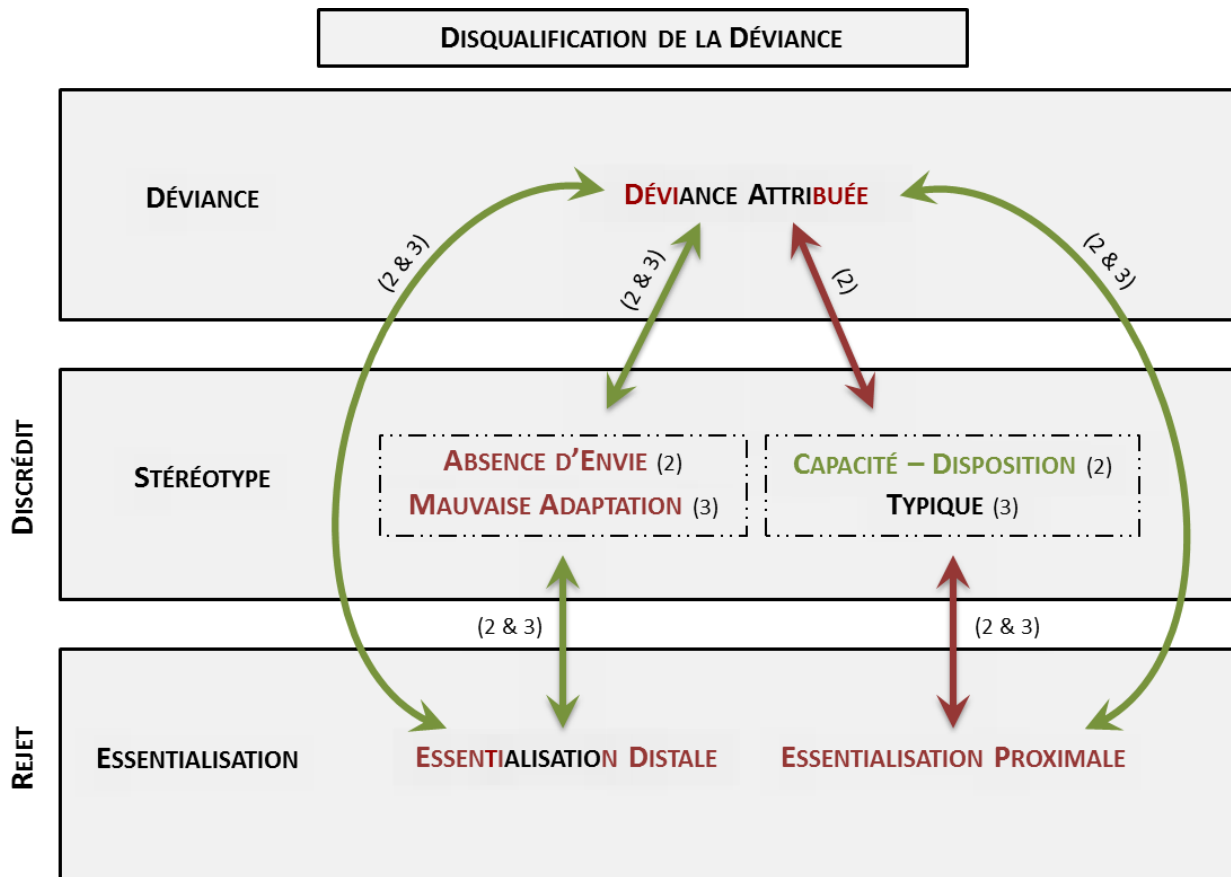 DISQUALIFICATION DE LA DÉVIANCE
DÉVIANCE
DÉVIANCE ATTRIBUÉE
(2 & 3)
(2 & 3)
(2)
(2 & 3)
DISCRÉDIT
STÉRÉOTYPE
ABSENCE D'ENVIE (2)
MAUVAISE ADAPTATION (3)
CAPACITÉ – DISPOSITION (2)
TYPIQUE (3)
(2 & 3)
(2 & 3)
REJET
ESSENTIALISATION
ESSENTIALISATION DISTALE
ESSENTIALISATION PROXIMALE